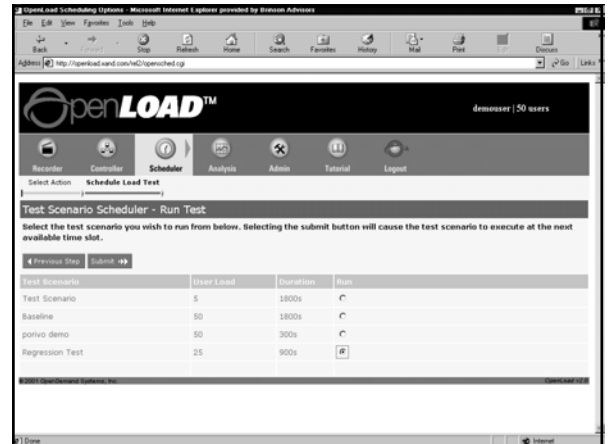 OpenLoad Scheduling Options - Microsoft Internet Explorer provided by Brinson Advisors
File Edit View Favorites Tools Help
Back Forward Stop Refresh Home Search Favorites History Mail Print Edit Discuss
Address http://openload.xand.com/rel2/opensched.cgi Go Links
OpenLOAD™
demouser | 50 users
Recorder Controller Scheduler Analysis Admin Tutorial Logout
Select Action Schedule Load Test
Test Scenario Scheduler - Run Test
Select the test scenario you wish to run from below. Selecting the submit button will cause the test scenario to execute at the next
available time slot.
Previous Step Submit
Test Scenario User Load Duration Run
Test Scenario 5 1800s
Baseline 50 1800s
porivo demo 50 300s
Regression Test 25 900s
©2001 OpenDemand Systems, Inc. OpenLoad v2.0
Done Internet